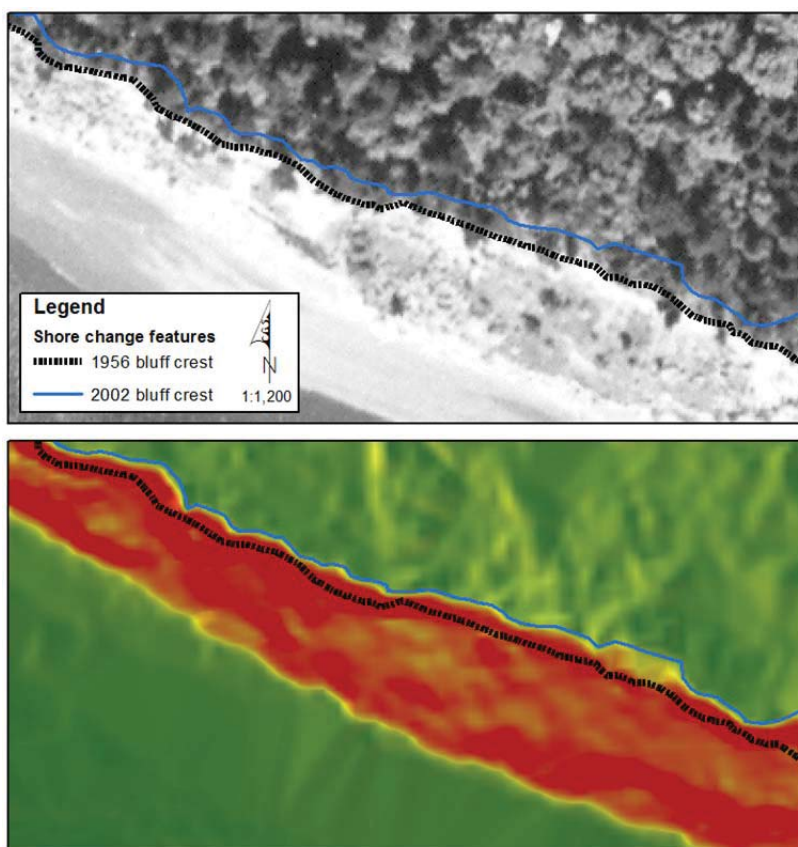 Legend
Shore change features
1956 bluff crest
2002 bluff crest
N
1:1,200